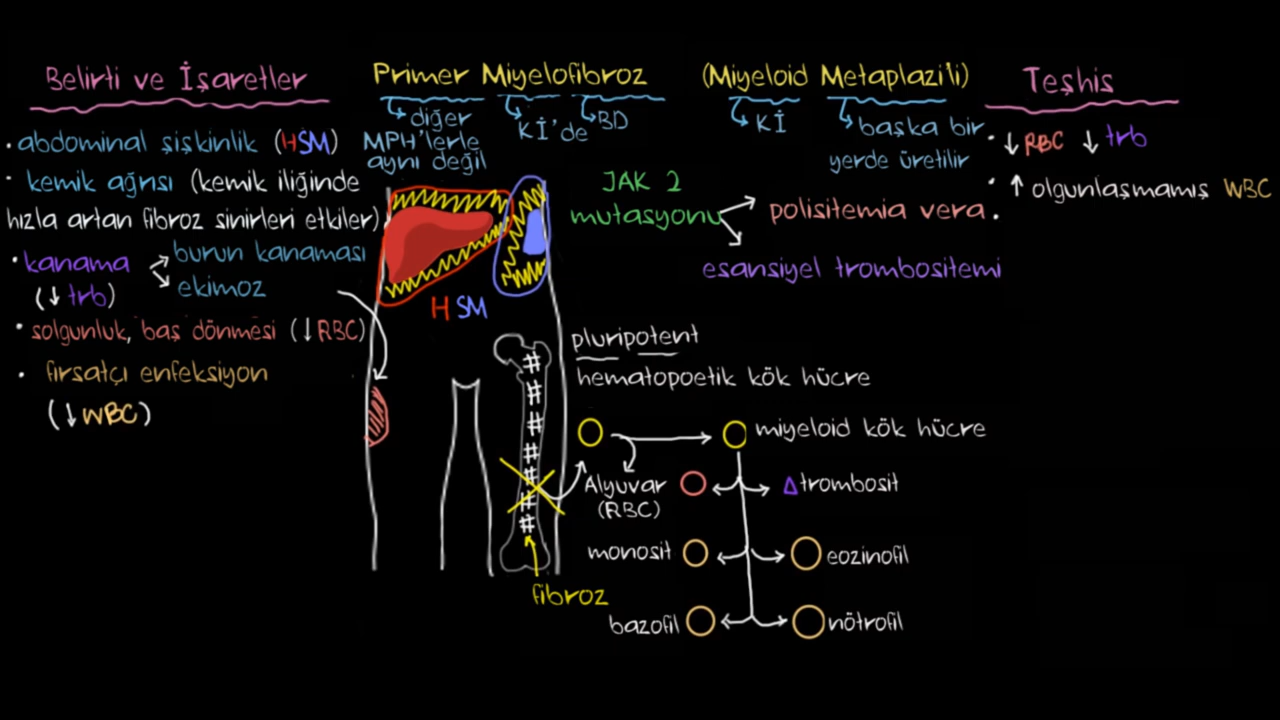 Belirti ve İşaretler
• abdominal şişkinlik (HSM)
• kemik ağrısı (kemik iliğinde
hızla artan fibroz sinirleri etkiler)
• kanama
burun kanaması
ekimoz
(↓ trb)
• solgunluk, baş dönmesi (↓RBC)
• fırsatçı enfeksiyon
(↓WBC)
Primer Miyelofibroz (Miyeloid Metaplazi'li)
diğer
MPH'lerle
aynı değil
Kİ'de
BD
Kİ
başka bir
yerde üretilir
JAK 2
mutasyonu
polisitemia vera
esansiyel trombositemi
HSM
pluripotent
hematopoetik kök hücre
miyeloid kök hücre
Alyuvar
(RBC)
Δtrombosit
monosit
eozinofil
bazofil
nötrofil
fibroz
Teşhis
• ↓ RBC ↓ trb
• ↑ olgunlaşmamış WBC
•